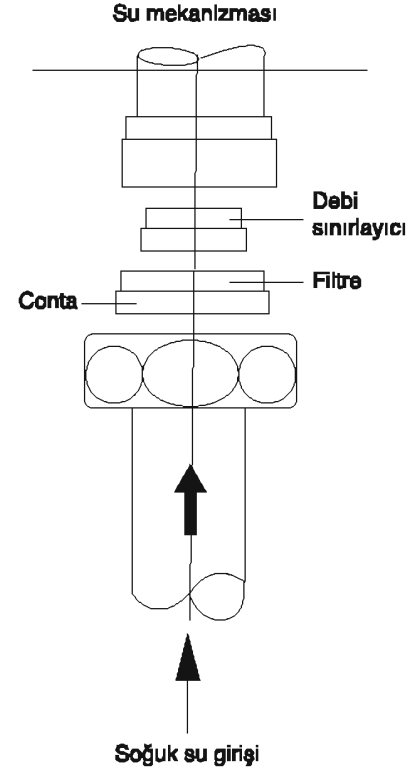 Su mekanizması
Debi
sınırlayıcı
Filtre
Conta
Soğuk su girişi